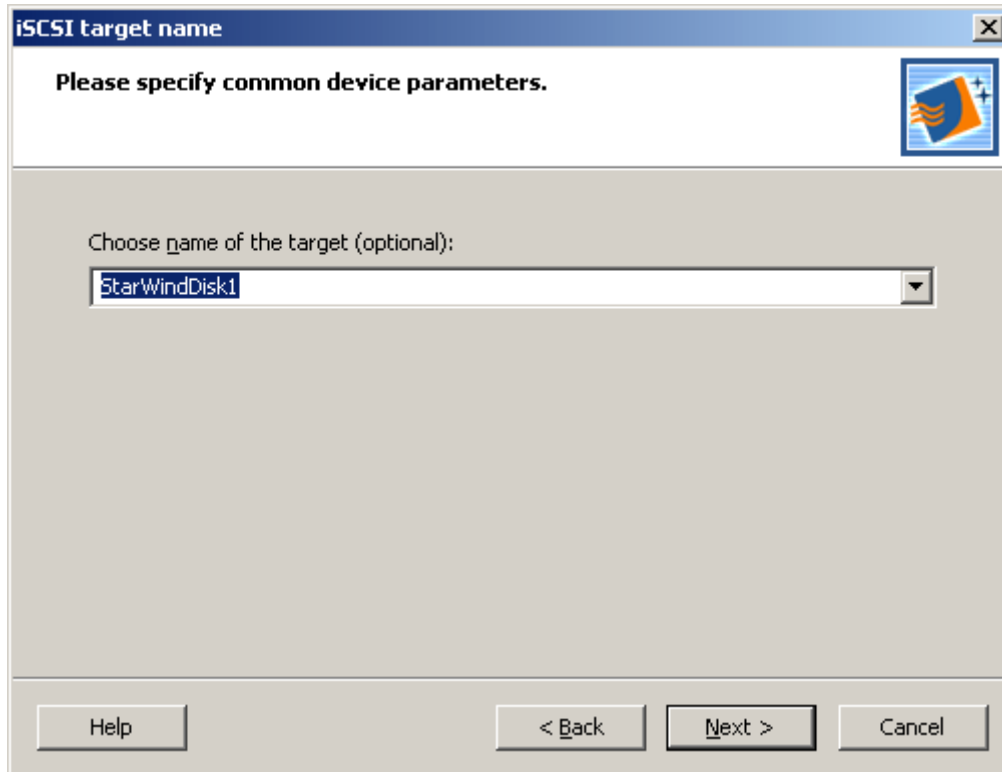 iSCSI target name
Please specify common device parameters.
Choose name of the target (optional):
StarWindDisk1
Help
< Back
Next >
Cancel